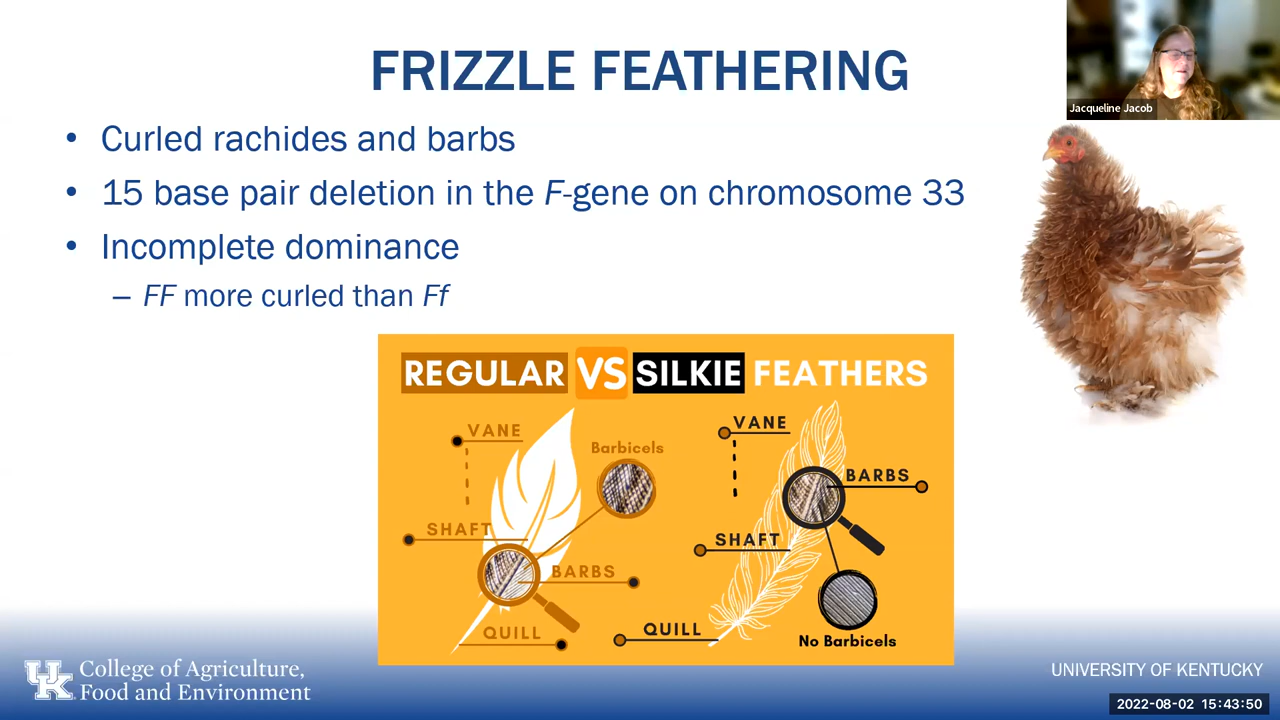 FRIZZLE FEATHERING
Jacqueline Jacob
• Curled rachides and barbs
• 15 base pair deletion in the F-gene on chromosome 33
• Incomplete dominance
– FF more curled than Ff
REGULAR VS SILKIE FEATHERS
VANE
Barbicels
SHAFT
BARBS
QUILL
VANE
BARBS
SHAFT
QUILL
No Barbicels
UK College of Agriculture,
Food and Environment
UNIVERSITY OF KENTUCKY
2022-08-02 15:43:50